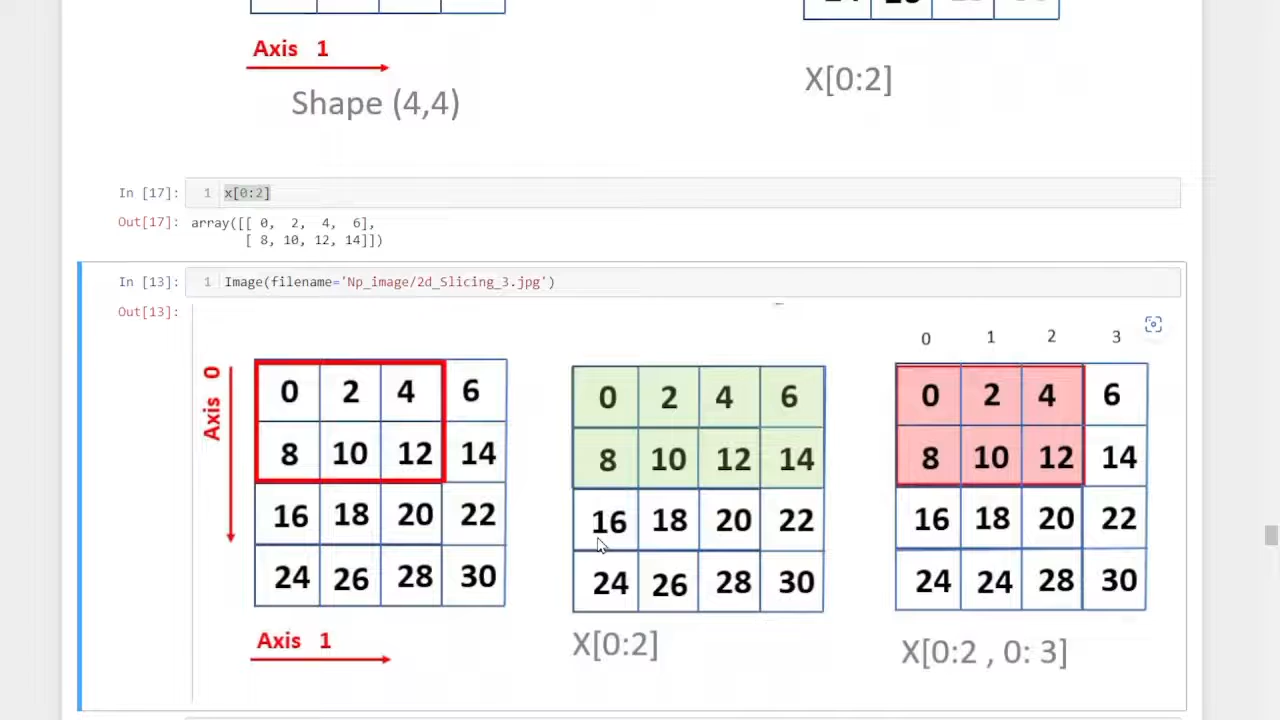 Axis 1
Shape (4,4)
X[0:2]
In [17]: 1 x[0:2]
Out[17]: array([[ 0, 2, 4, 6],
[ 8, 10, 12, 14]])
In [13]: 1 Image(filename='Np_image/2d_Slicing_3.jpg')
Out[13]:
Axis 0
0 2 4 6
8 10 12 14
16 18 20 22
24 26 28 30
Axis 1
0 2 4 6
8 10 12 14
16 18 20 22
24 26 28 30
X[0:2]
0 1 2 3
0 2 4 6
8 10 12 14
16 18 20 22
24 24 28 30
X[0:2 , 0: 3]